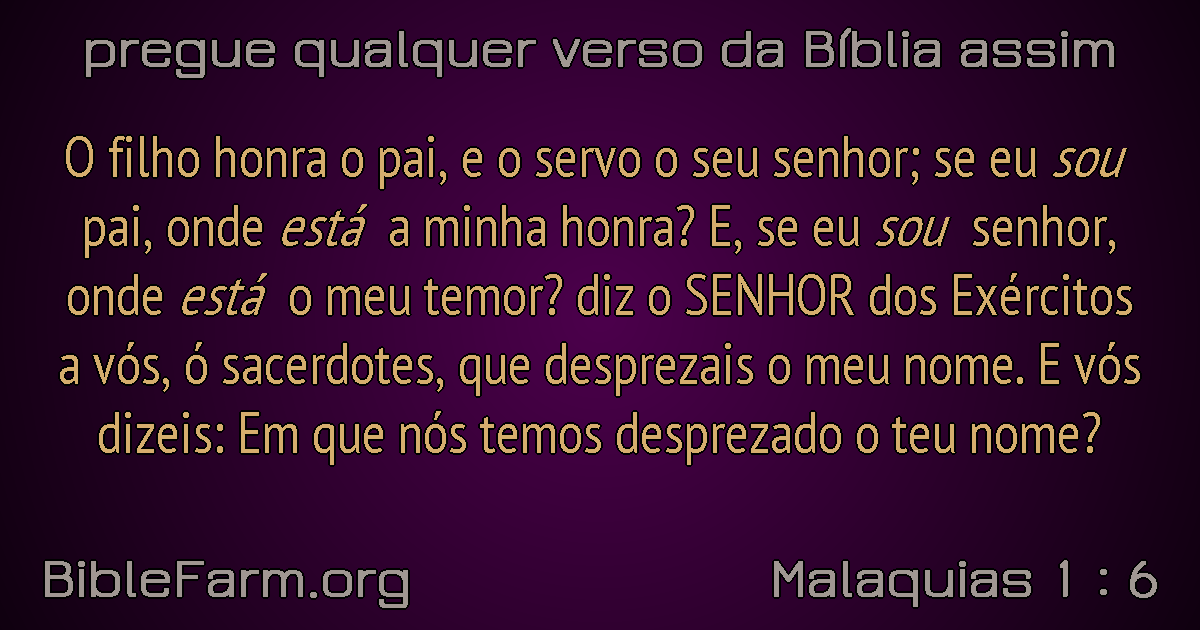 pregue qualquer verso da Bíblia assim
O filho honra o pai, e o servo o seu senhor; se eu sou
pai, onde está a minha honra? E, se eu sou senhor,
onde está o meu temor? diz o SENHOR dos Exércitos
a vós, ó sacerdotes, que desprezais o meu nome. E vós
dizeis: Em que nós temos desprezado o teu nome?
BibleFarm.org
Malaquias 1 : 6